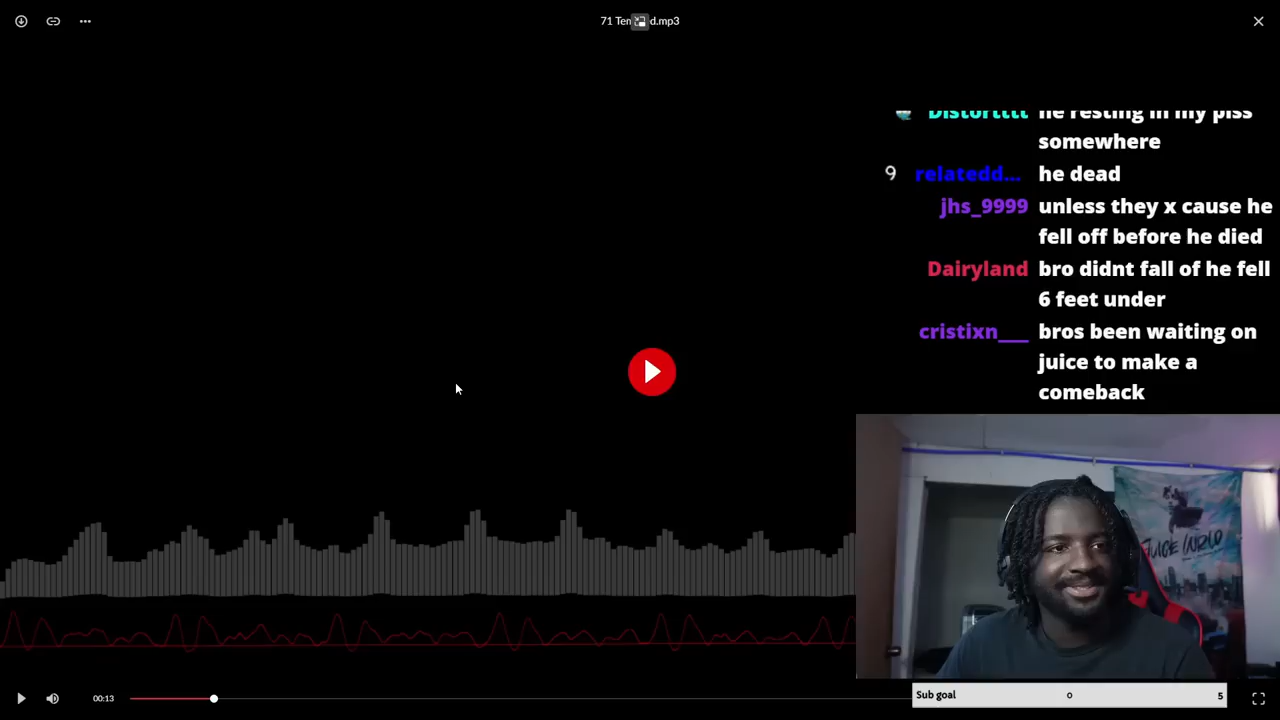 71 Tem d.mp3
Distortttt he resting in my piss
somewhere
9 relatedd... he dead
jhs_9999 unless they x cause he
fell off before he died
Dairyland bro didnt fall of he fell
6 feet under
cristixn___ bros been waiting on
juice to make a
comeback
JUICE WRLD
00:13
Sub goal 0 5